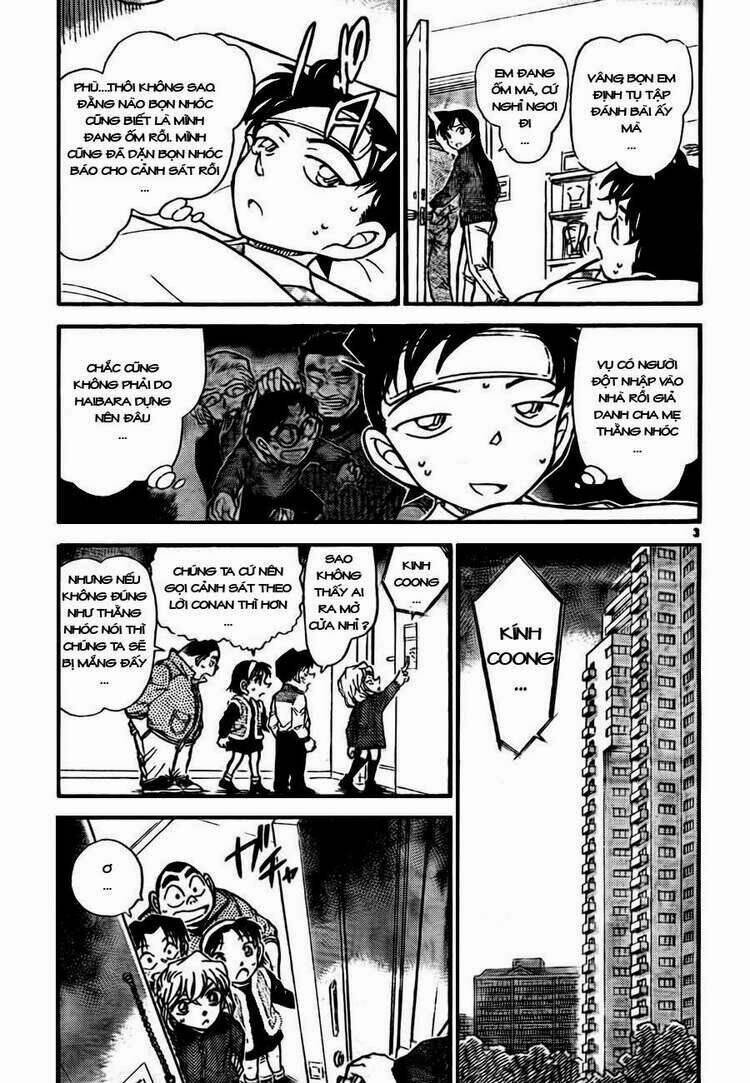 VÂNG, BỌN EM
ĐỊNH TỤ TẬP
ĐÁNH BÀI ẤY
MÀ
EM ĐANG
ỐM MÀ, CỨ
NGHỈ NGƠI
ĐI
...
PHÙ...THÔI KHÔNG SAO.
ĐẰNG NÀO BỌN NHÓC
CŨNG BIẾT LÀ MÌNH
ĐANG ỐM RỒI. MÌNH
CŨNG ĐÃ DẶN BỌN NHÓC
BÁO CHO CẢNH SÁT RỒI
...
VỤ CÓ NGƯỜI
ĐỘT NHẬP VÀO
NHÀ RỒI GIẢ
DANH CHA MẸ
THẰNG NHÓC
...
CHẮC CŨNG
KHÔNG PHẢI DO
HAIBARA DỰNG
NÊN ĐÂU
...
3
KÍNH
COONG
...
KINH
COONG
...
SAO
KHÔNG
THẤY AI
RA MỞ
CỬA NHỈ ?
CHÚNG TA CỨ NÊN
GỌI CẢNH SÁT THEO
LỜI CONAN THÌ HƠN
...
NHƯNG NẾU
KHÔNG ĐÚNG
NHƯ THẰNG
NHÓC NÓI THÌ
CHÚNG TA SẼ
BỊ MẮNG ĐẤY
Ơ
...
ガチャ